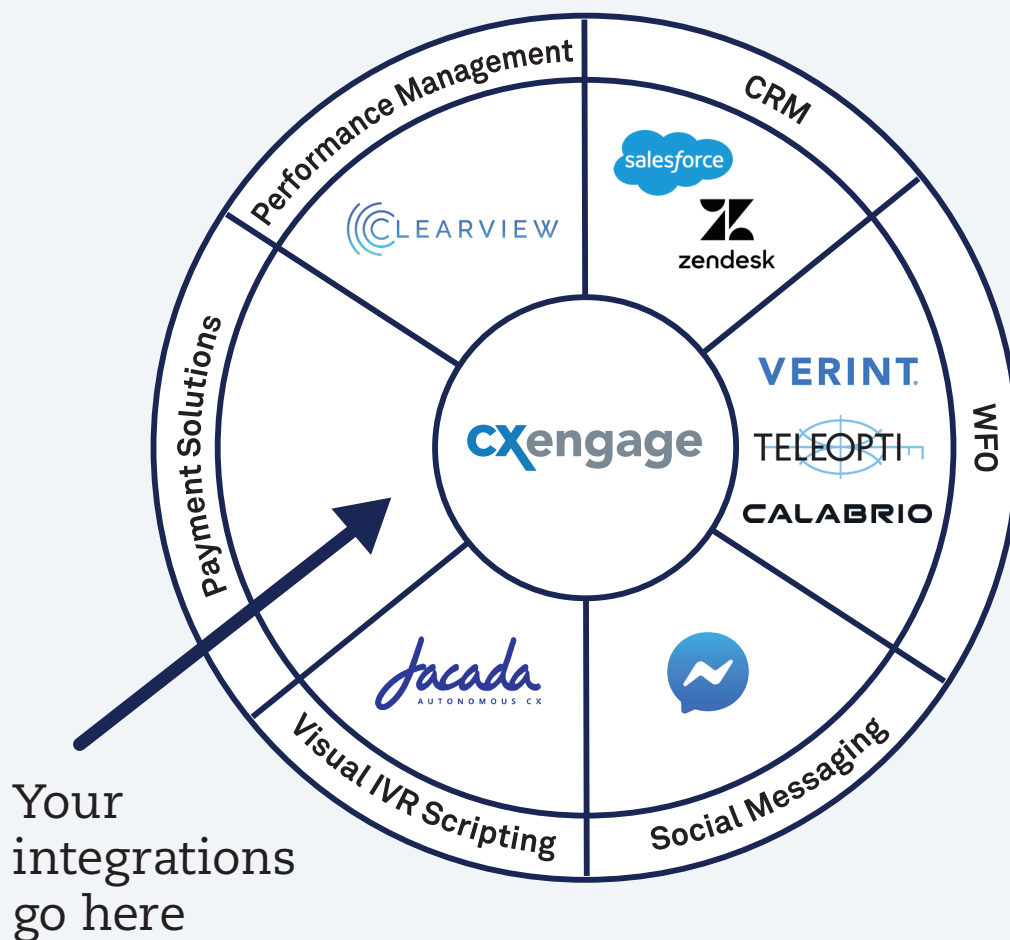 Performance Management
CRM
salesforce
zendesk
CLEARVIEW
Payment Solutions
VERINT.
TELEOPTI
CALABRIO
WFO
cxengage
Jacada
AUTONOMOUS CX
Visual IVR Scripting
Social Messaging
Your
integrations
go here